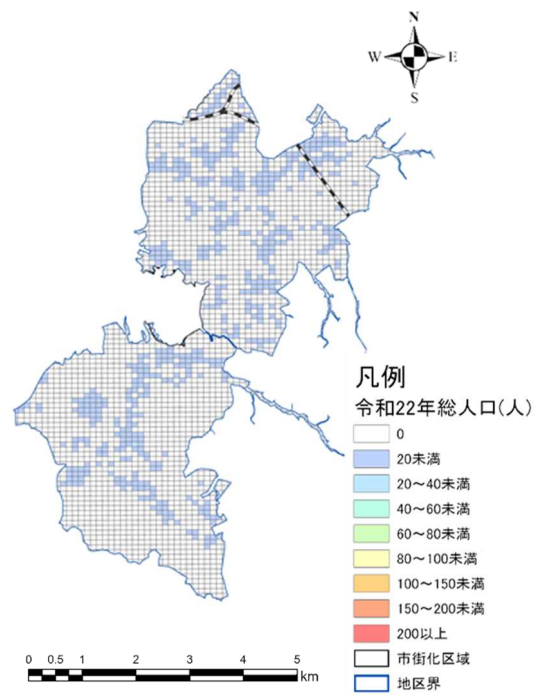 N
W E
S
凡例
令和22年総人口(人)
0
20未満
20～40未満
40～60未満
60～80未満
80～100未満
100～150未満
150～200未満
200以上
市街化区域
地区界
0 0.5 1 2 3 4 5
km